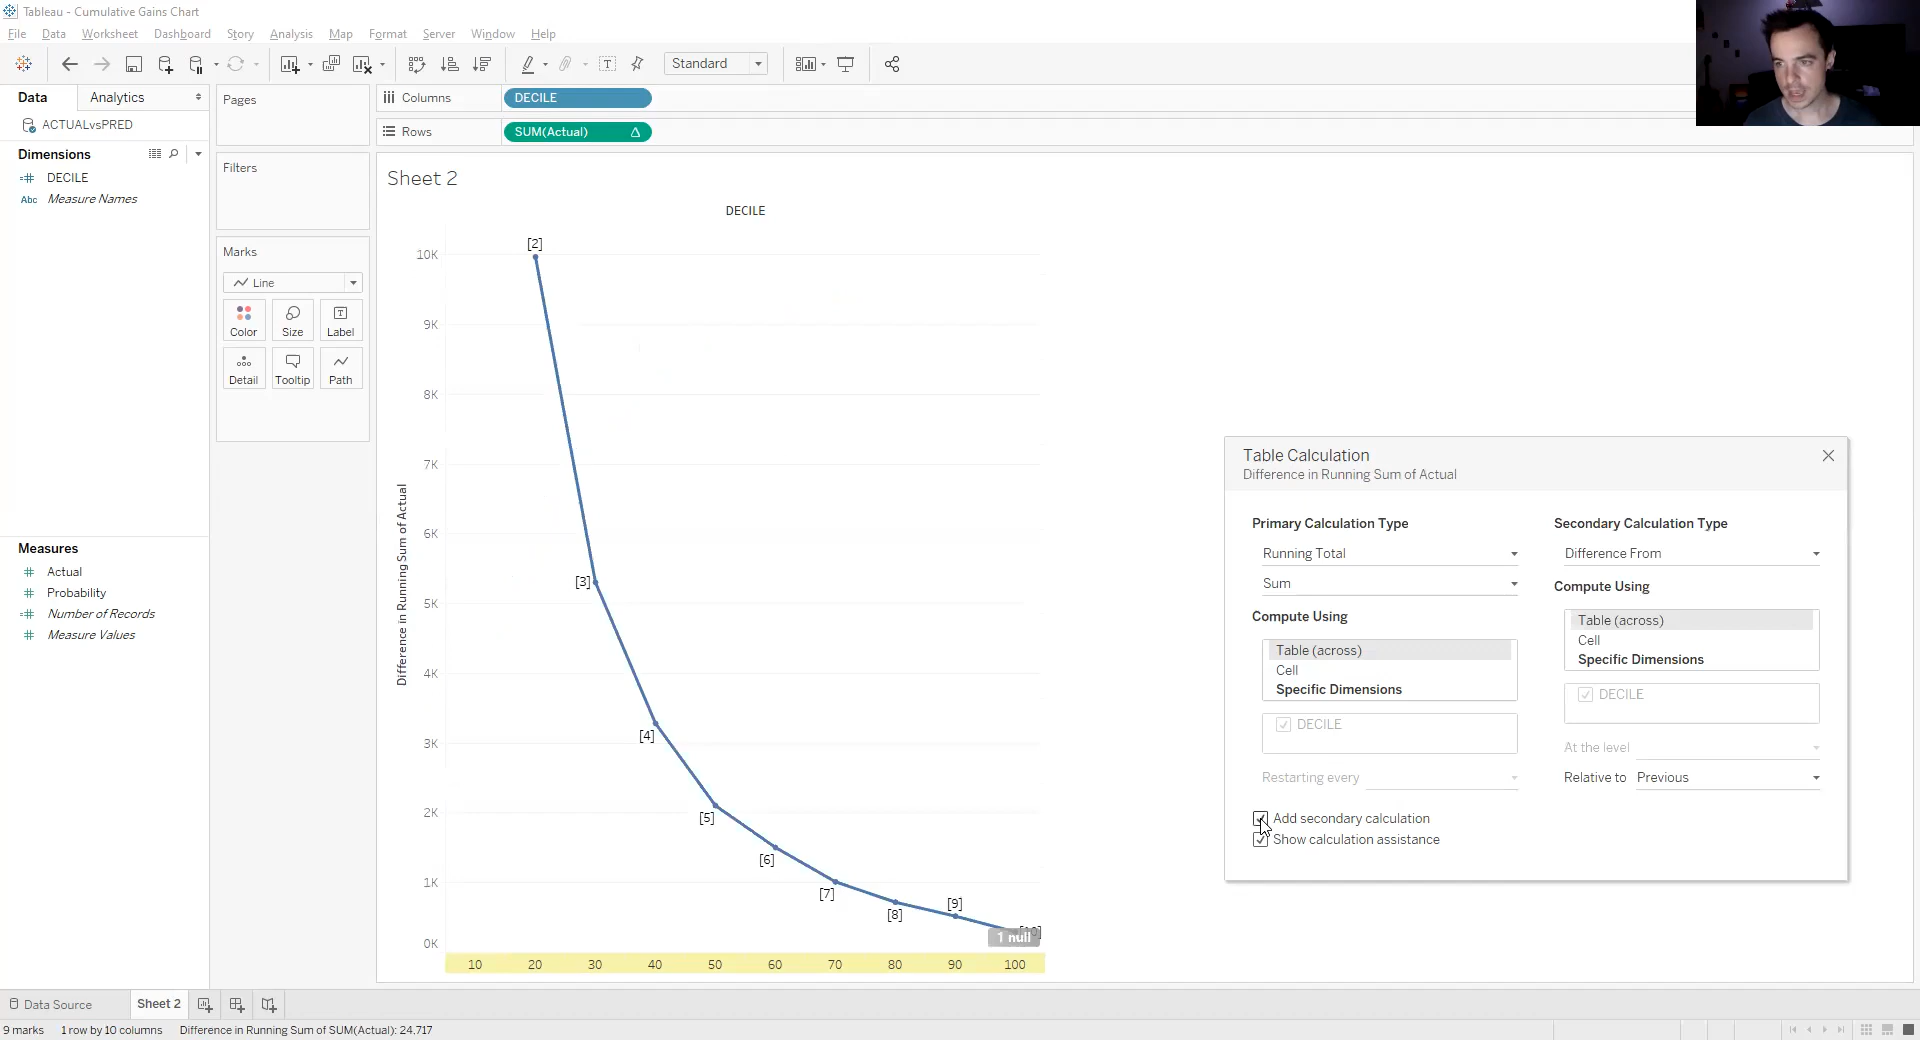 Tableau - Cumulative Gains Chart
File Data Worksheet Dashboard Story Analysis Map Format Server Window Help
Standard
Data Analytics
ACTUALvsPRED
Dimensions
DECILE
Abc Measure Names
Measures
Actual
Probability
Number of Records
Measure Values
Pages
Filters
Marks
Line
Color Size Label
Detail Tooltip Path
Columns DECILE
Rows SUM(Actual)
Sheet 2
DECILE
Difference in Running Sum of Actual
10K
9K
8K
7K
6K
5K
4K
3K
2K
1K
0K
[2]
[3]
[4]
[5]
[6]
[7]
[8]
[9]
1 null
10 20 30 40 50 60 70 80 90 100
Table Calculation
Difference in Running Sum of Actual
Primary Calculation Type
Running Total
Sum
Compute Using
Table (across)
Cell
Specific Dimensions
DECILE
Restarting every
Add secondary calculation
Show calculation assistance
Secondary Calculation Type
Difference From
Compute Using
Table (across)
Cell
Specific Dimensions
DECILE
At the level
Relative to Previous
Data Source Sheet 2
9 marks 1 row by 10 columns Difference in Running Sum of SUM(Actual): 24.717